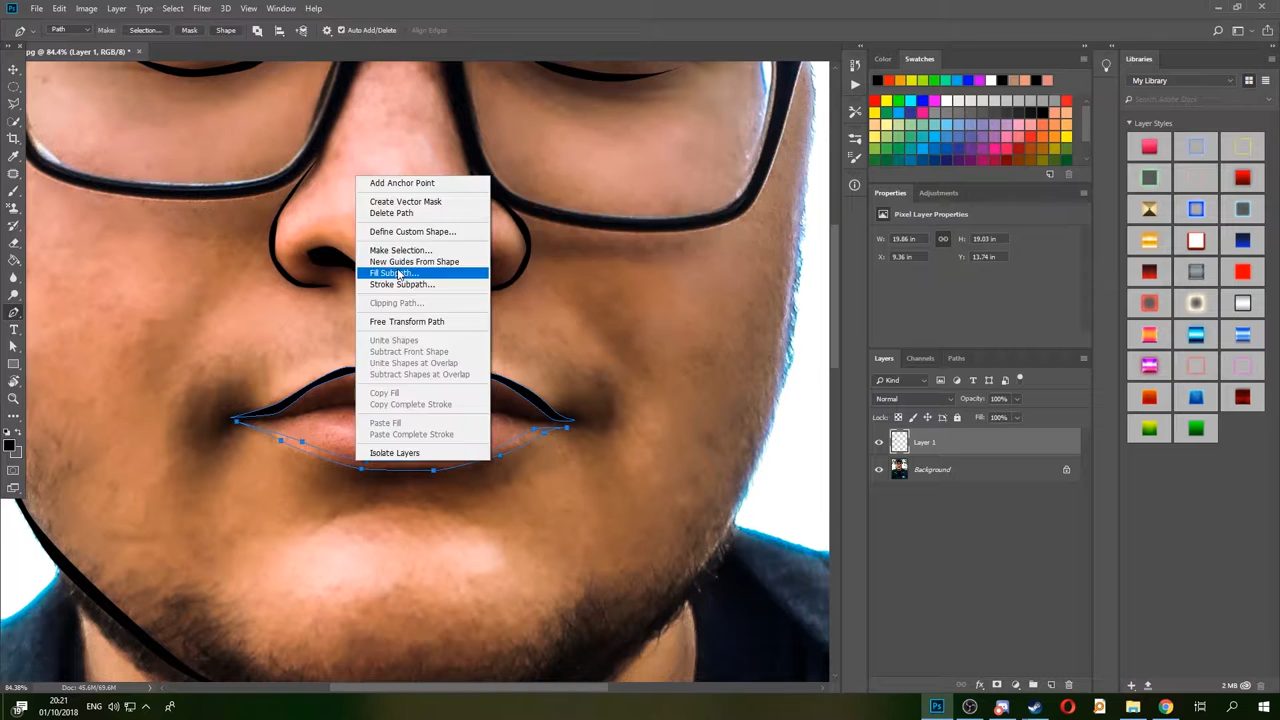 File Edit Image Layer Type Select Filter 3D View Window Help
Path Make: Selection... Mask Shape Auto Add/Delete Align Edges
pg @ 84.4% (Layer 1, RGB/8) *
Color Swatches
Libraries
My Library
Search Adobe Stock
Layer Styles
Add Anchor Point
Create Vector Mask
Delete Path
Define Custom Shape...
Make Selection...
New Guides From Shape
Fill Subpath...
Stroke Subpath...
Clipping Path...
Free Transform Path
Unite Shapes
Subtract Front Shape
Unite Shapes at Overlap
Subtract Shapes at Overlap
Copy Fill
Copy Complete Stroke
Paste Fill
Paste Complete Stroke
Isolate Layers
Properties Adjustments
Pixel Layer Properties
W: 19.86 in H: 19.03 in
X: 9.36 in Y: 13.74 in
Layers Channels Paths
Kind
Normal Opacity: 100%
Lock: Fill: 100%
Layer 1
Background
84.38% Doc: 45.6M/69.6M
2 MB
20:21
ENG
01/10/2018